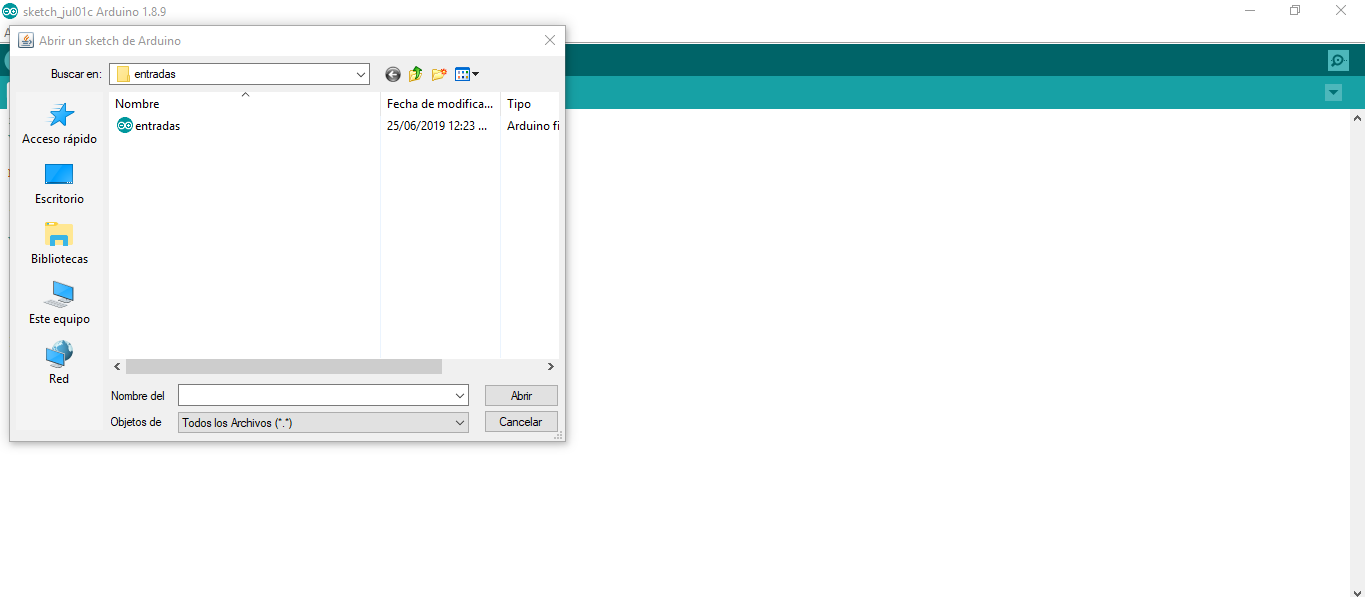 sketch_jul01c Arduino 1.8.9
Abrir un sketch de Arduino
Buscar en: entradas
Nombre Fecha de modifica... Tipo
entradas 25/06/2019 12:23 ... Arduino fi
Acceso rápido
Escritorio
Bibliotecas
Este equipo
Red
Nombre del Abrir
Objetos de Todos los Archivos (*.*) Cancelar